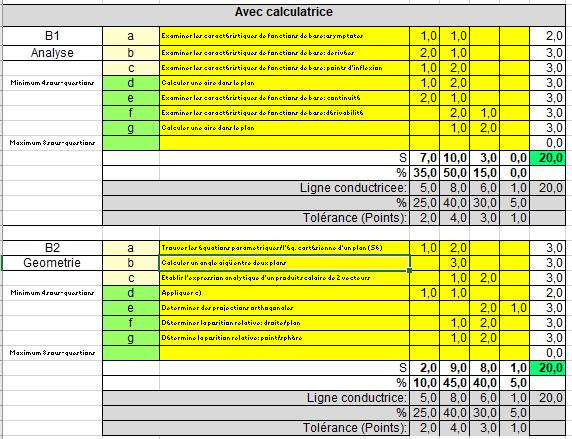 Avec calculatrice
B1 a Examiner les caractéristiques de fonctions de base: asymptotes 1,0 1,0 2,0
Analyse b Examiner les caractéristiques de fonctions de base: derivées 2,0 1,0 3,0
c Examiner les caractéristiques de fonctions de base: points d'inflexion 1,0 2,0 3,0
Minimum 4 sous-questions d Calculer une aire dans le plan 1,0 2,0 3,0
e Examiner les caractéristiques de fonctions de base: continuité 2,0 1,0 3,0
f Examiner les caractéristiques de fonctions de base: dérivabilité 2,0 1,0 3,0
g Calculer une aire dans le plan 1,0 2,0 3,0
Maximum 8 sous-questions 0,0
S 7,0 10,0 3,0 0,0 20,0
% 35,0 50,0 15,0 0,0
Ligne conductricee: 5,0 8,0 6,0 1,0 20,0
% 25,0 40,0 30,0 5,0
Tolérance (Points): 2,0 4,0 3,0 1,0
B2 a Trouver les équations parametriques/l'éq. cartésienne d'un plan (S6) 1,0 2,0 3,0
Geometrie b Calculer un angle aigü entre deux plans 3,0 3,0
c Etablir l'expression analytique d'un produit scalaire de 2 vecteurs 1,0 2,0 3,0
Minimum 4 sous-questions d Appliquer c) 1,0 1,0 2,0
e Determiner des projections orthogonales 2,0 1,0 3,0
f Déterminer la position relative: droite/plan 1,0 2,0 3,0
g Détermine la position relative: point/sphère 1,0 2,0 3,0
Maximum 8 sous-questions 0,0
S 2,0 9,0 8,0 1,0 20,0
% 10,0 45,0 40,0 5,0
Ligne conductrice: 5,0 8,0 6,0 1,0 20,0
% 25,0 40,0 30,0 5,0
Tolérance (Points): 2,0 4,0 3,0 1,0